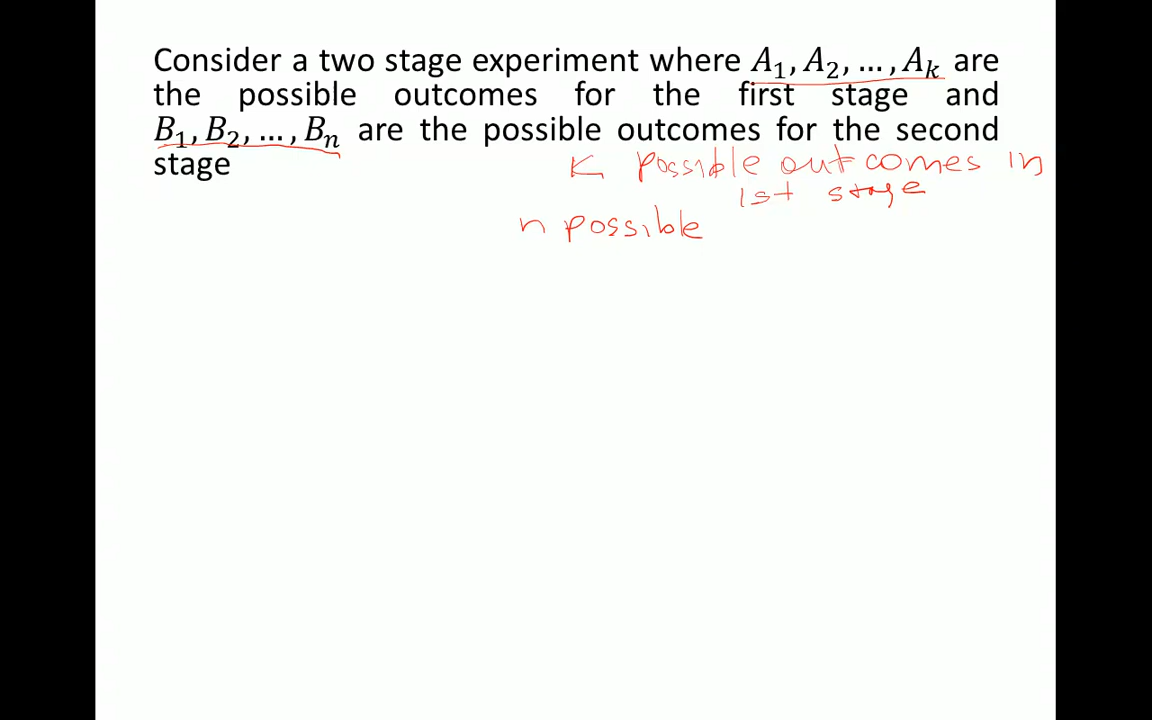 Consider a two stage experiment where A₁, A₂, … , Aₖ are
the possible outcomes for the first stage and
B₁, B₂, … , Bₙ are the possible outcomes for the second
stage
K possible outcomes in
1st stage
n possible